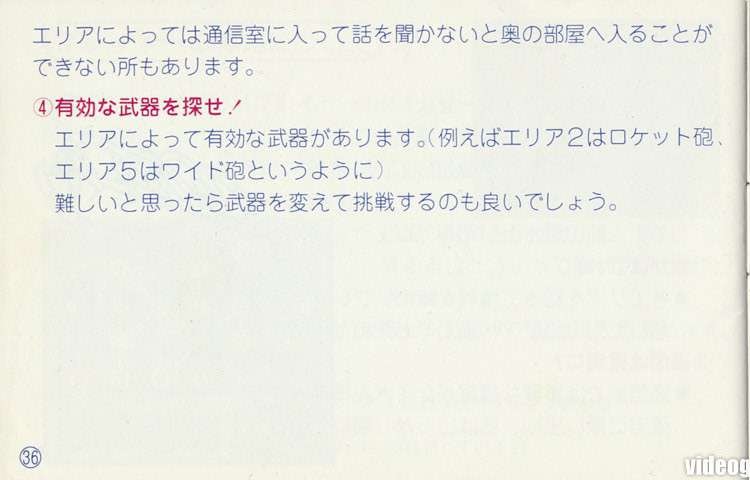 エリアによっては通信室に入って話を聞かないと奥の部屋へ入ることが
できない所もあります。
④有効な武器を探せ!
エリアによって有効な武器があります。(例えばエリア2はロケット砲、
エリア5はワイド砲というように)
難しいと思ったら武器を変えて挑戦するのも良いでしょう。
㊱
videog